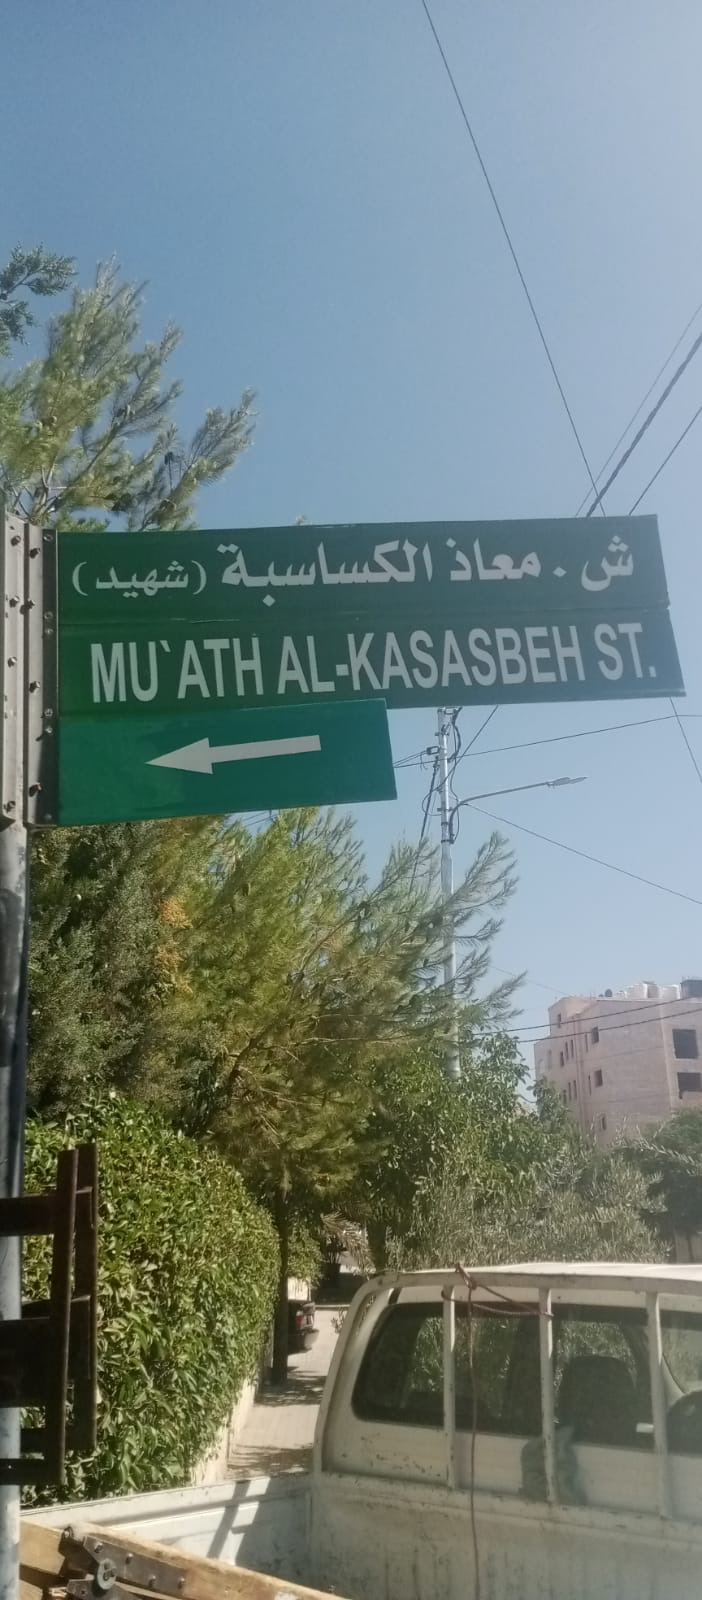 ش . معاذ الكساسبة (شهيد)
MU`ATH AL-KASASBEH ST.